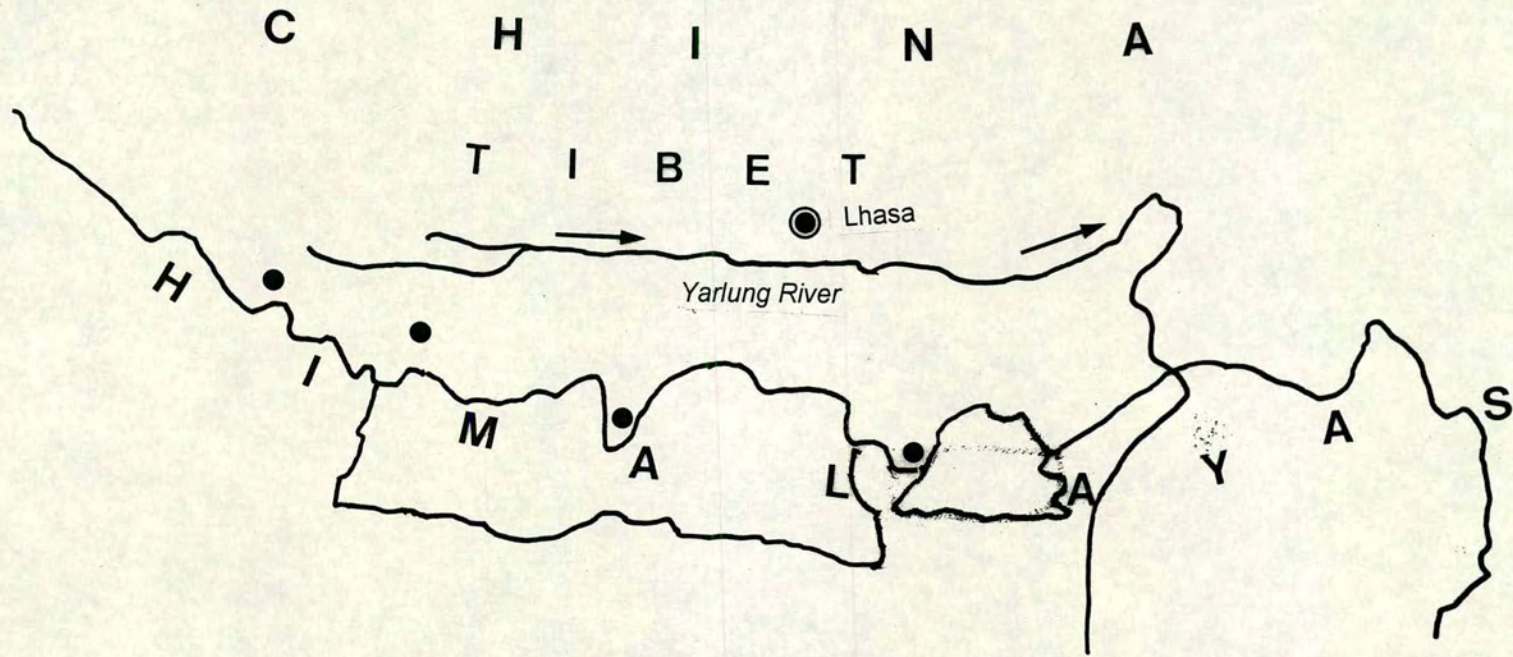 C H I N A
T I B E T
Lhasa
Yarlung River
H I M A L A Y A S